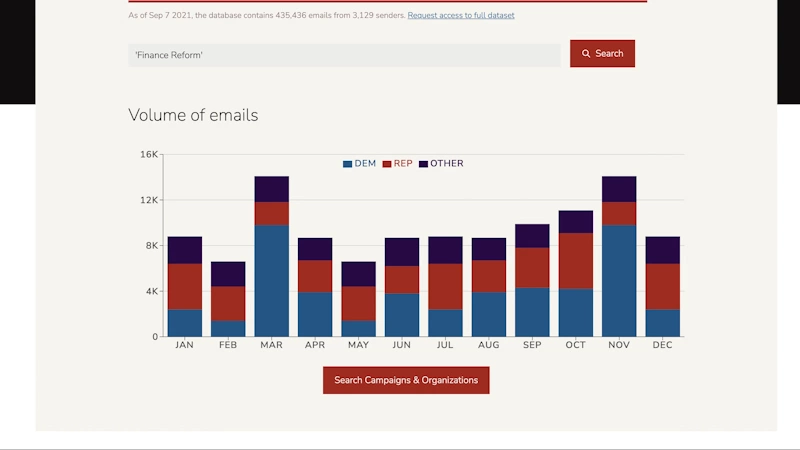 As of Sep 7 2021, the database contains 435,436 emails from 3,129 senders. Request access to full dataset
'Finance Reform'
Search
Volume of emails
16K
DEM REP OTHER
12K
8K
4K
0
JAN FEB MAR APR MAY JUN JUL AUG SEP OCT NOV DEC
Search Campaigns & Organizations